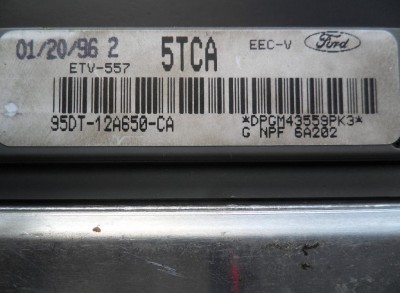 01/20/96 2 5TCA EEC-V Ford
ETV-557
95DT-12A650-CA *DPGM43559PK3*
G NPF 6A202